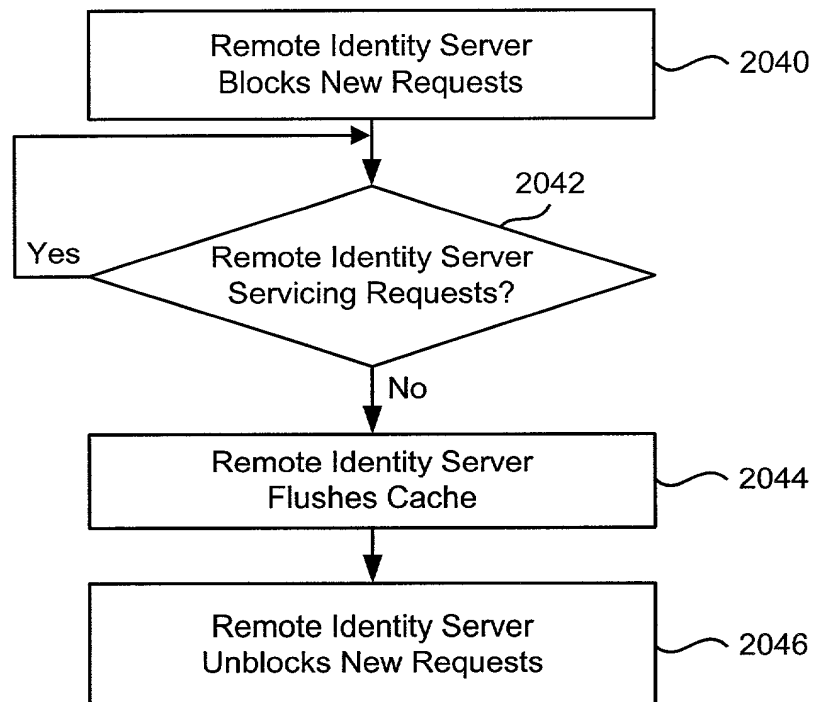 Remote Identity Server
Blocks New Requests
2040
2042
Yes
Remote Identity Server
Servicing Requests?
No
Remote Identity Server
Flushes Cache
2044
Remote Identity Server
Unblocks New Requests
2046